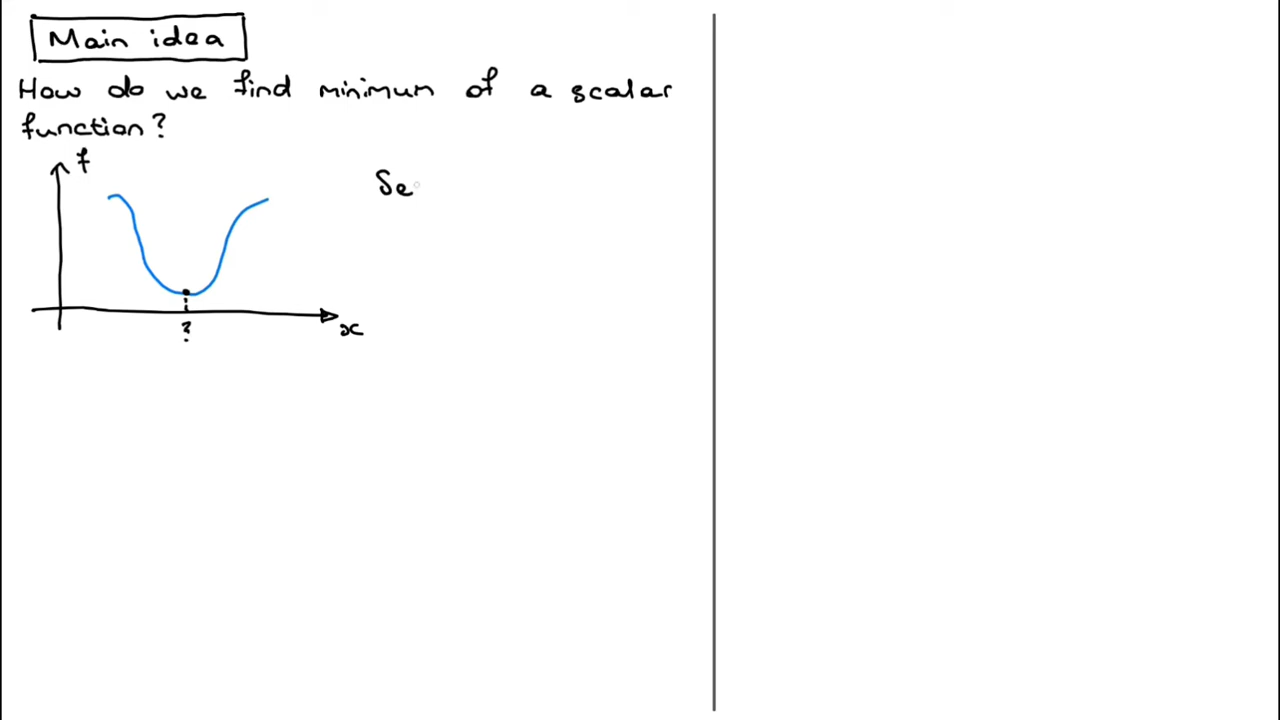 Main idea
How do we find minimum of a scalar
function?
f
Se
x
?